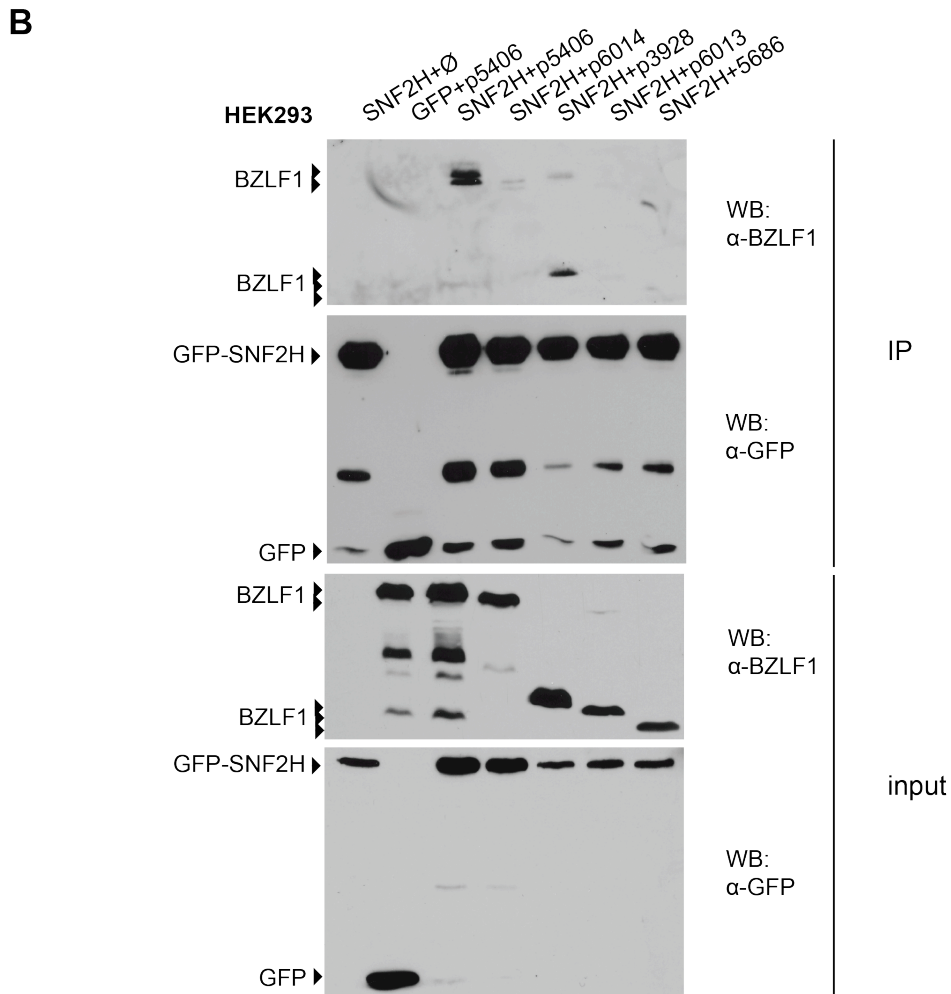 B
SNF2H+Ø
GFP+p5406
SNF2H+p5406
SNF2H+p6014
SNF2H+p3928
SNF2H+p6013
SNF2H+5686
HEK293
BZLF1
WB:
α-BZLF1
BZLF1
GFP-SNF2H
IP
WB:
α-GFP
GFP
BZLF1
WB:
α-BZLF1
BZLF1
GFP-SNF2H
input
WB:
α-GFP
GFP